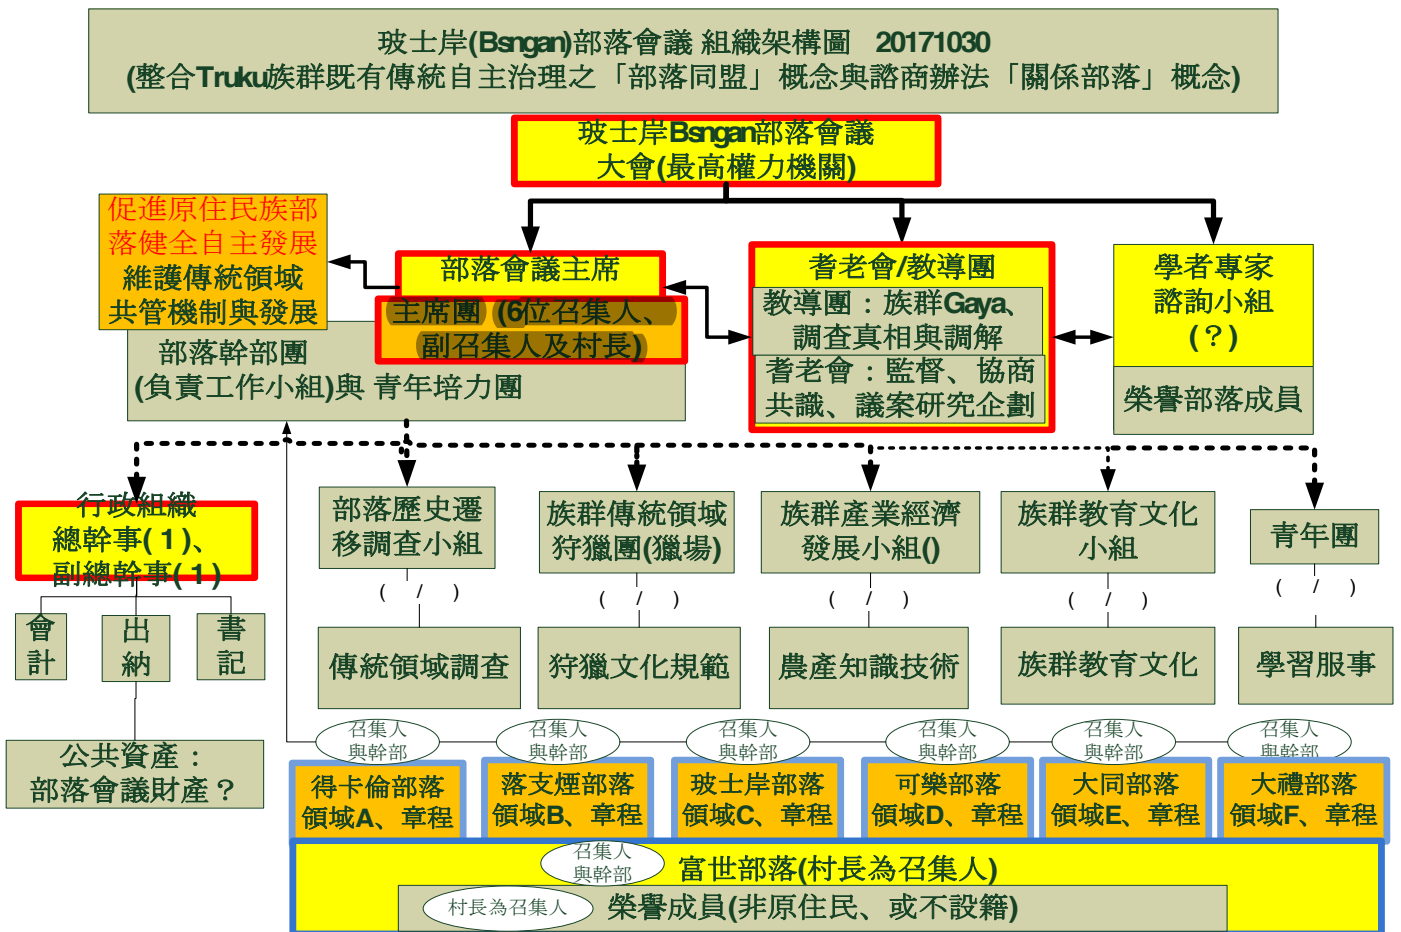 玻士岸(Bsngan)部落會議 組織架構圖 20171030
(整合Truku族群既有傳統自主治理之「部落同盟」概念與諮商辦法「關係部落」概念)
玻士岸Bsngan部落會議
大會(最高權力機關)
促進原住民族部
落健全自主發展
維護傳統領域
共管機制與發展
部落會議主席
主席團 (6位召集人、
副召集人及村長)
部落幹部團
(負責工作小組)與 青年培力團
耆老會/教導團
教導團：族群Gaya、
調查真相與調解
耆老會：監督、協商
共識、議案研究企劃
學者專家
諮詢小組
(？)
榮譽部落成員
行政組織
總幹事(1)、
副總幹事(1)
會
計
出
納
書
記
公共資產：
部落會議財產？
部落歷史遷
移調查小組
( / )
傳統領域調查
族群傳統領域
狩獵團(獵場)
( / )
狩獵文化規範
族群產業經濟
發展小組()
( / )
農產知識技術
族群教育文化
小組
( / )
族群教育文化
青年團
( / )
學習服事
召集人
與幹部
得卡倫部落
領域A、章程
召集人
與幹部
落支煙部落
領域B、章程
召集人
與幹部
玻士岸部落
領域C、章程
召集人
與幹部
可樂部落
領域D、章程
召集人
與幹部
大同部落
領域E、章程
召集人
與幹部
大禮部落
領域F、章程
召集人
與幹部
富世部落(村長為召集人)
村長為召集人
榮譽成員(非原住民、或不設籍)